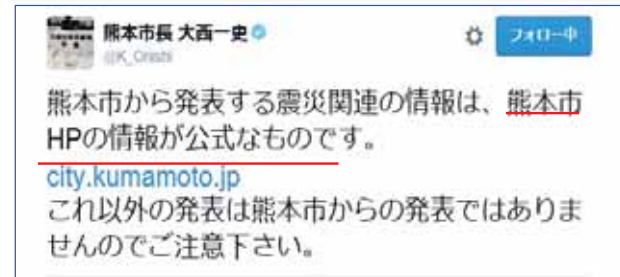 熊本市長 大西一史
@K_Onishi
フォロー中
熊本市から発表する震災関連の情報は、熊本市
HPの情報が公式なものです。
city.kumamoto.jp
これ以外の発表は熊本市からの発表ではありま
せんのでご注意下さい。